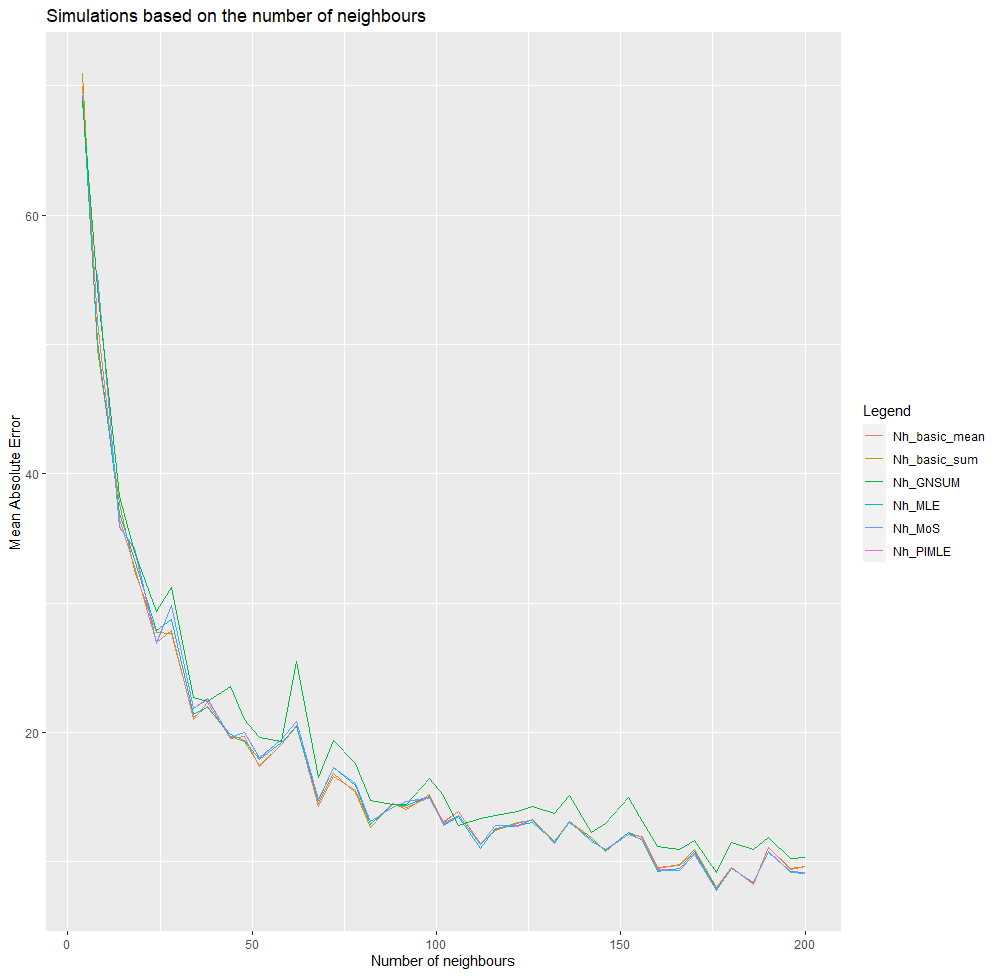 Simulations based on the number of neighbours
60
40
20
Mean Absolute Error
0
50
100
150
200
Number of neighbours
Legend
Nh_basic_mean
Nh_basic_sum
Nh_GNSUM
Nh_MLE
Nh_MoS
Nh_PIMLE